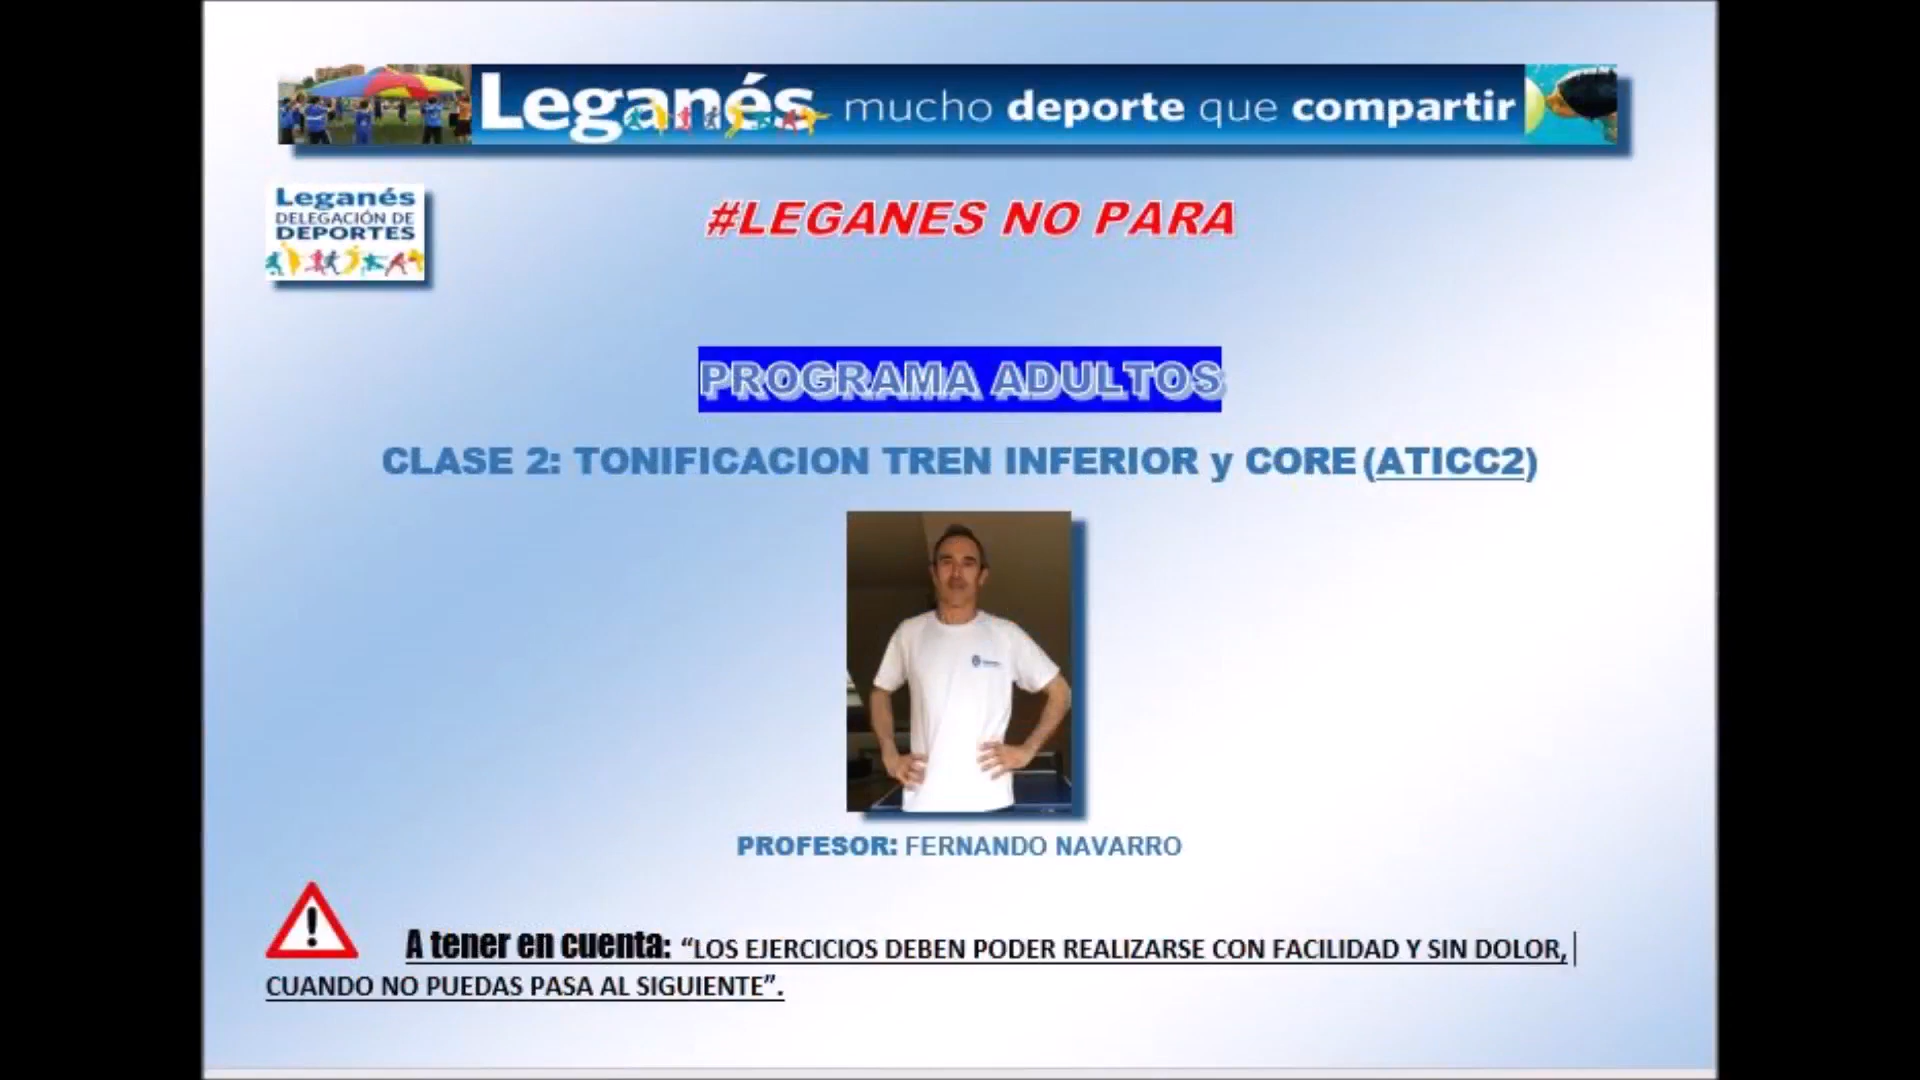 Leganés mucho deporte que compartir
Leganés
DELEGACIÓN DE
DEPORTES
#LEGANES NO PARA
PROGRAMA ADULTOS
CLASE 2: TONIFICACION TREN INFERIOR y CORE (ATICC2)
PROFESOR: FERNANDO NAVARRO
A tener en cuenta: “LOS EJERCICIOS DEBEN PODER REALIZARSE CON FACILIDAD Y SIN DOLOR,
CUANDO NO PUEDAS PASA AL SIGUIENTE”.